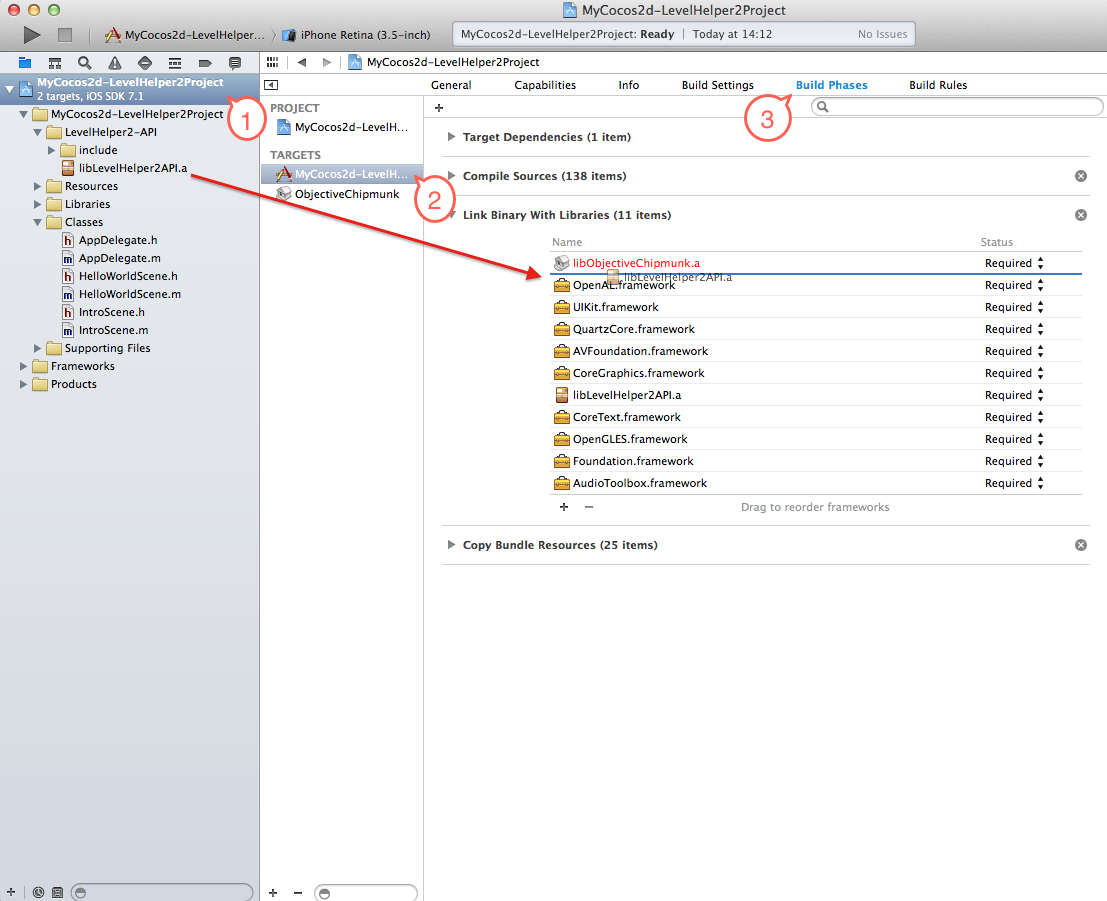 MyCocos2d-LevelHelper2Project
MyCocos2d-LevelHelper... iPhone Retina (3.5-inch)
MyCocos2d-LevelHelper2Project: Ready | Today at 14:12 No Issues
MyCocos2d-LevelHelper2Project
2 targets, iOS SDK 7.1
MyCocos2d-LevelHelper2Project
LevelHelper2-API
include
libLevelHelper2API.a
Resources
Libraries
Classes
h AppDelegate.h
m AppDelegate.m
h HelloWorldScene.h
m HelloWorldScene.m
h IntroScene.h
m IntroScene.m
Supporting Files
Frameworks
Products
1
MyCocos2d-LevelHelper2Project
PROJECT
MyCocos2d-LevelH...
TARGETS
MyCocos2d-LevelH...
ObjectiveChipmunk
2
General Capabilities Info Build Settings Build Phases Build Rules
3
Target Dependencies (1 item)
Compile Sources (138 items)
Link Binary With Libraries (11 items)
Name Status
libObjectiveChipmunk.a Required
libLevelHelper2API.a
OpenAL.framework Required
UIKit.framework Required
QuartzCore.framework Required
AVFoundation.framework Required
CoreGraphics.framework Required
libLevelHelper2API.a Required
CoreText.framework Required
OpenGLES.framework Required
Foundation.framework Required
AudioToolbox.framework Required
Drag to reorder frameworks
Copy Bundle Resources (25 items)